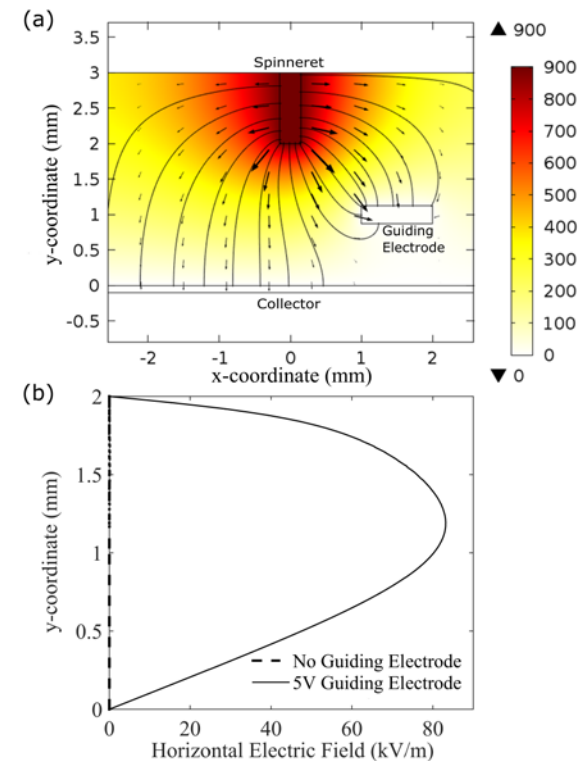 (a)
▲ 900
3.5
3
2.5
2
1.5
1
0.5
0
-0.5
y-coordinate (mm)
Spinneret
Guiding
Electrode
Collector
-2 -1 0 1 2
x-coordinate (mm)
900
800
700
600
500
400
300
200
100
0
▼ 0
(b)
2
1.5
1
0.5
0
y-coordinate (mm)
No Guiding Electrode
5V Guiding Electrode
0 20 40 60 80
Horizontal Electric Field (kV/m)